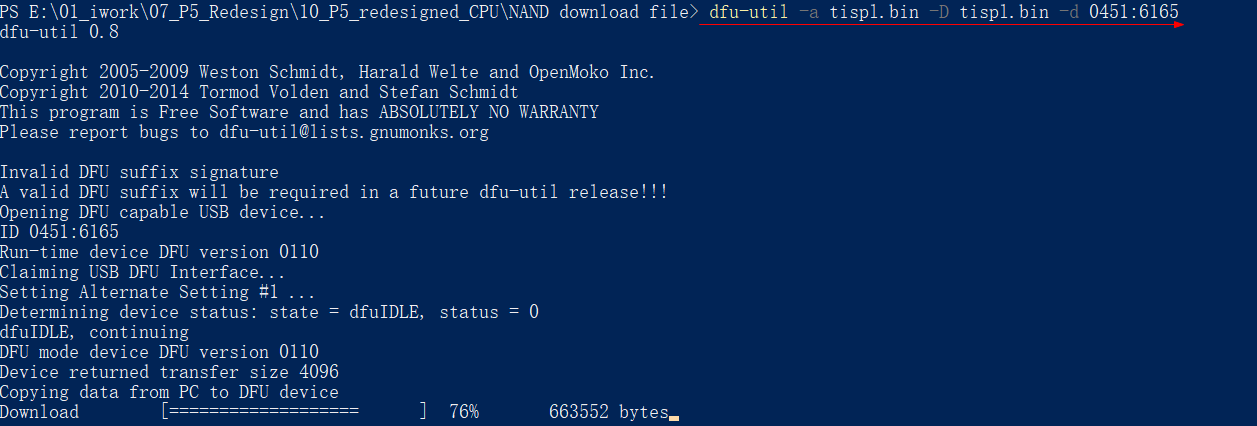 PS E:\01_iwork\07_P5_Redesign\10_P5_redesigned_CPU\NAND download file> dfu-util -a tispl.bin -D tispl.bin -d 0451:6165
dfu-util 0.8
Copyright 2005-2009 Weston Schmidt, Harald Welte and OpenMoko Inc.
Copyright 2010-2014 Tormod Volden and Stefan Schmidt
This program is Free Software and has ABSOLUTELY NO WARRANTY
Please report bugs to dfu-util@lists.gnumonks.org
Invalid DFU suffix signature
A valid DFU suffix will be required in a future dfu-util release!!!
Opening DFU capable USB device...
ID 0451:6165
Run-time device DFU version 0110
Claiming USB DFU Interface...
Setting Alternate Setting #1 ...
Determining device status: state = dfuIDLE, status = 0
dfuIDLE, continuing
DFU mode device DFU version 0110
Device returned transfer size 4096
Copying data from PC to DFU device
Download        [===================      ]  76%       663552 bytes